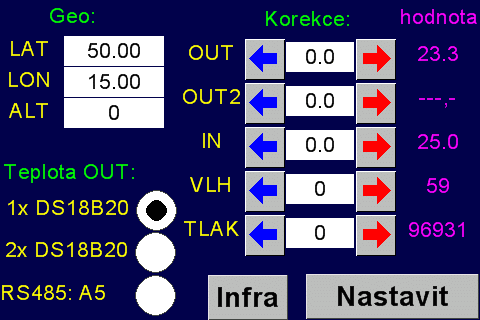 Geo:
LAT 50.00
LON 15.00
ALT 0
Teplota OUT:
1x DS18B20
2x DS18B20
RS485: A5
Korekce: hodnota
OUT 0.0 23.3
OUT2 0.0 ---,-
IN 0.0 25.0
VLH 0 59
TLAK 0 96931
Infra Nastavit